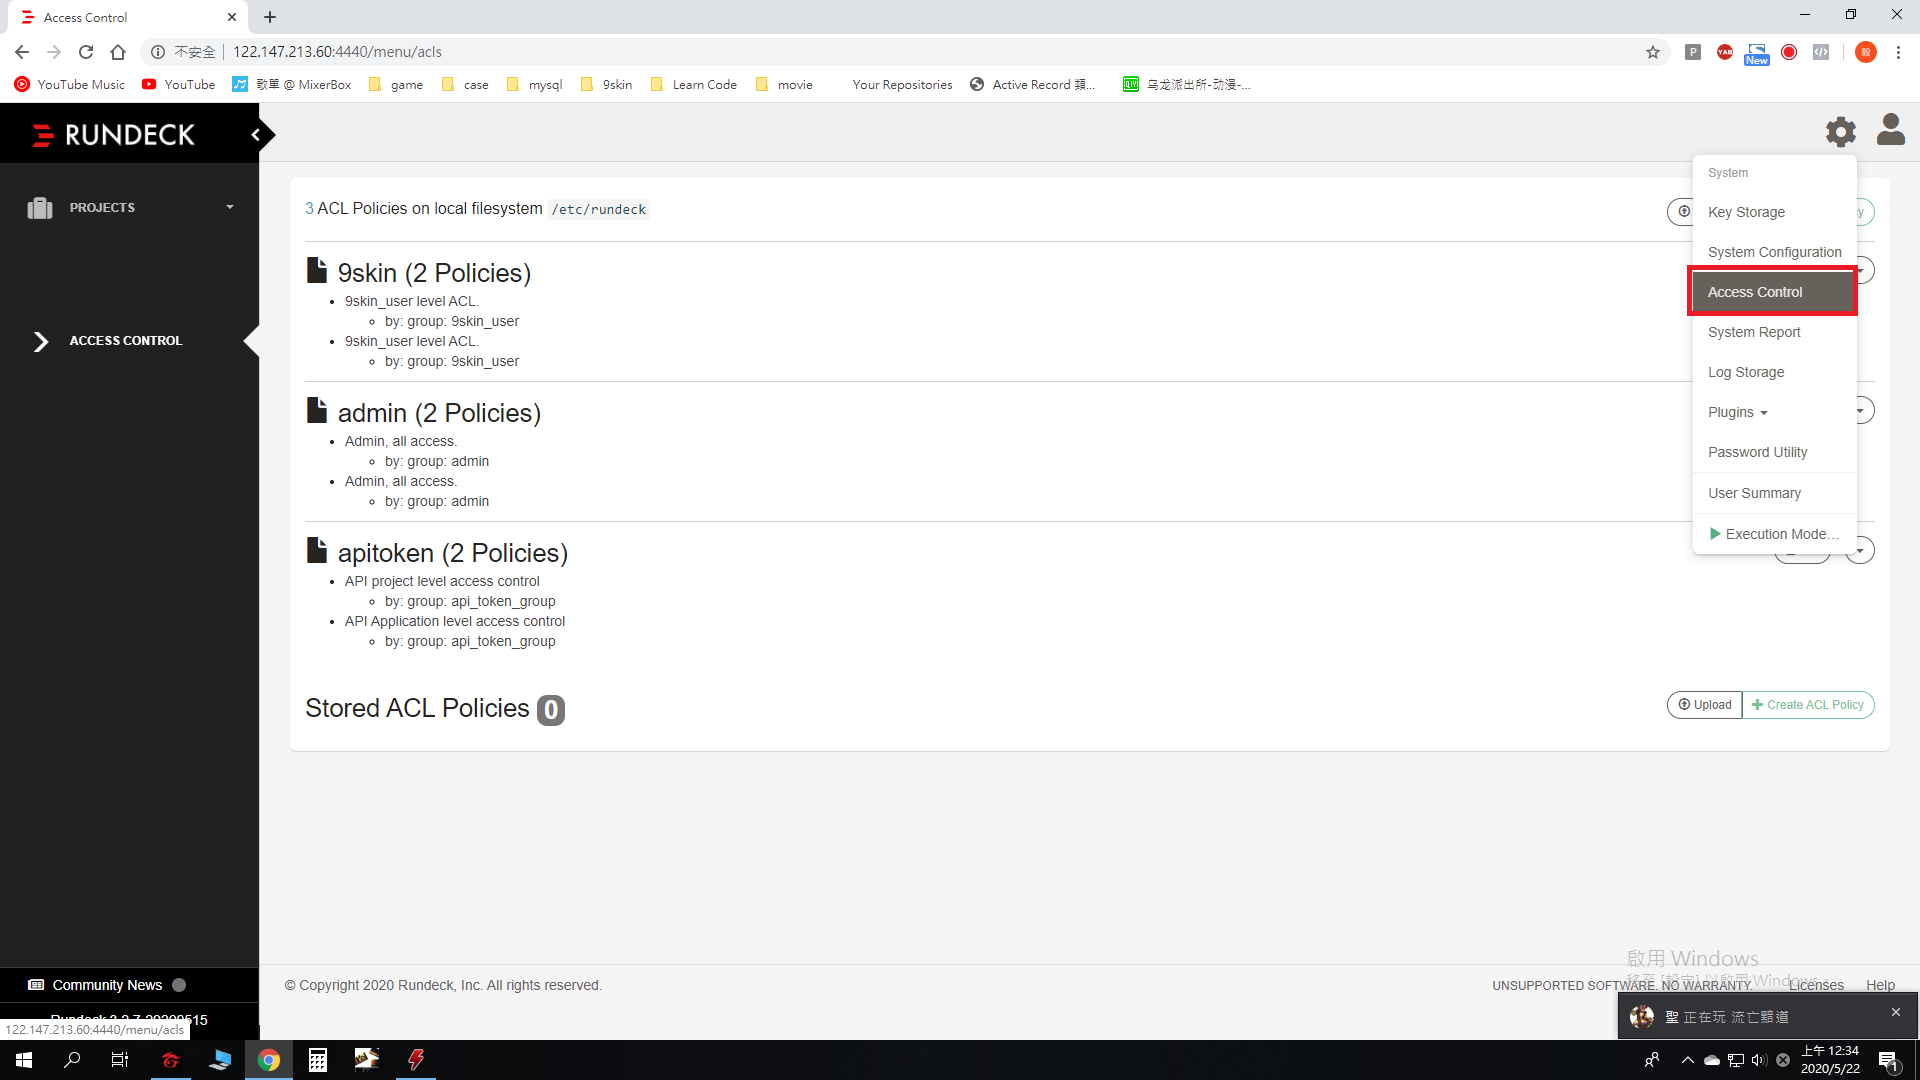 Access Control
不安全
122.147.213.60:4440/menu/acls
P
YAB
New
毅
YouTube Music
YouTube
歌單 @ MixerBox
game
case
mysql
9skin
Learn Code
movie
Your Repositories
Active Record 類...
乌龙派出所-动漫-...
RUNDECK
PROJECTS
ACCESS CONTROL
3 ACL Policies on local filesystem /etc/rundeck
9skin (2 Policies)
9skin_user level ACL.
by: group: 9skin_user
9skin_user level ACL.
by: group: 9skin_user
admin (2 Policies)
Admin, all access.
by: group: admin
Admin, all access.
by: group: admin
apitoken (2 Policies)
API project level access control
by: group: api_token_group
API Application level access control
by: group: api_token_group
Stored ACL Policies 0
Upload
Create ACL Policy
System
Key Storage
System Configuration
Access Control
System Report
Log Storage
Plugins
Password Utility
User Summary
Execution Mode...
Community News
122.147.213.60:4440/menu/acls
© Copyright 2020 Rundeck, Inc. All rights reserved.
UNSUPPORTED SOFTWARE. NO WARRANTY.
Licenses
Help
啟用 Windows
移至 [設定] 以啟用 Windows。
聖 正在玩 流亡黯道
上午 12:34
2020/5/22
1